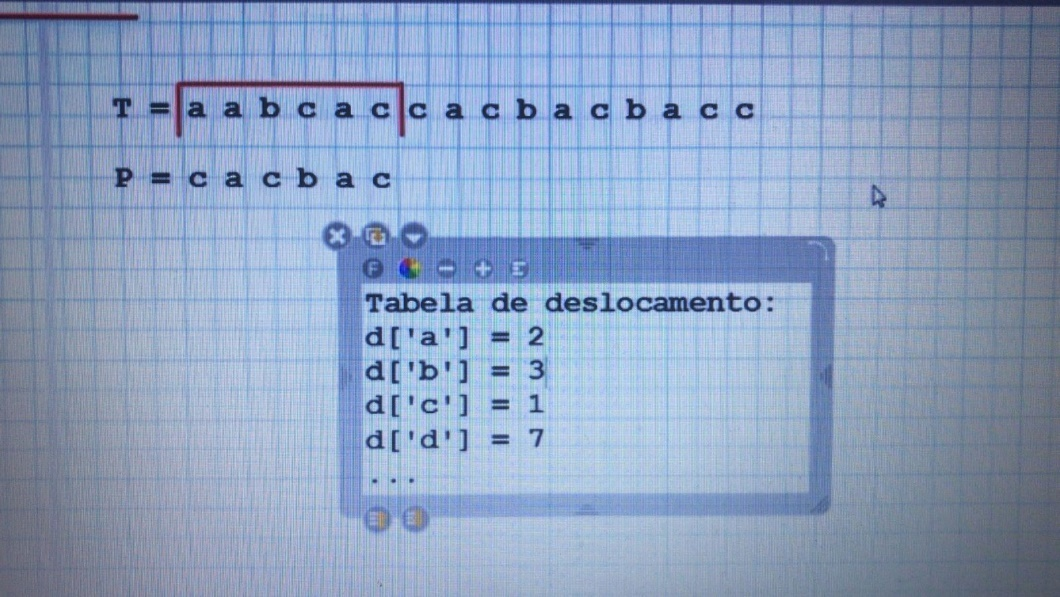 T = a a b c a c c a c b a c b a c c
P = c a c b a c
F
Tabela de deslocamento:
d['a'] = 2
d['b'] = 3
d['c'] = 1
d['d'] = 7
...